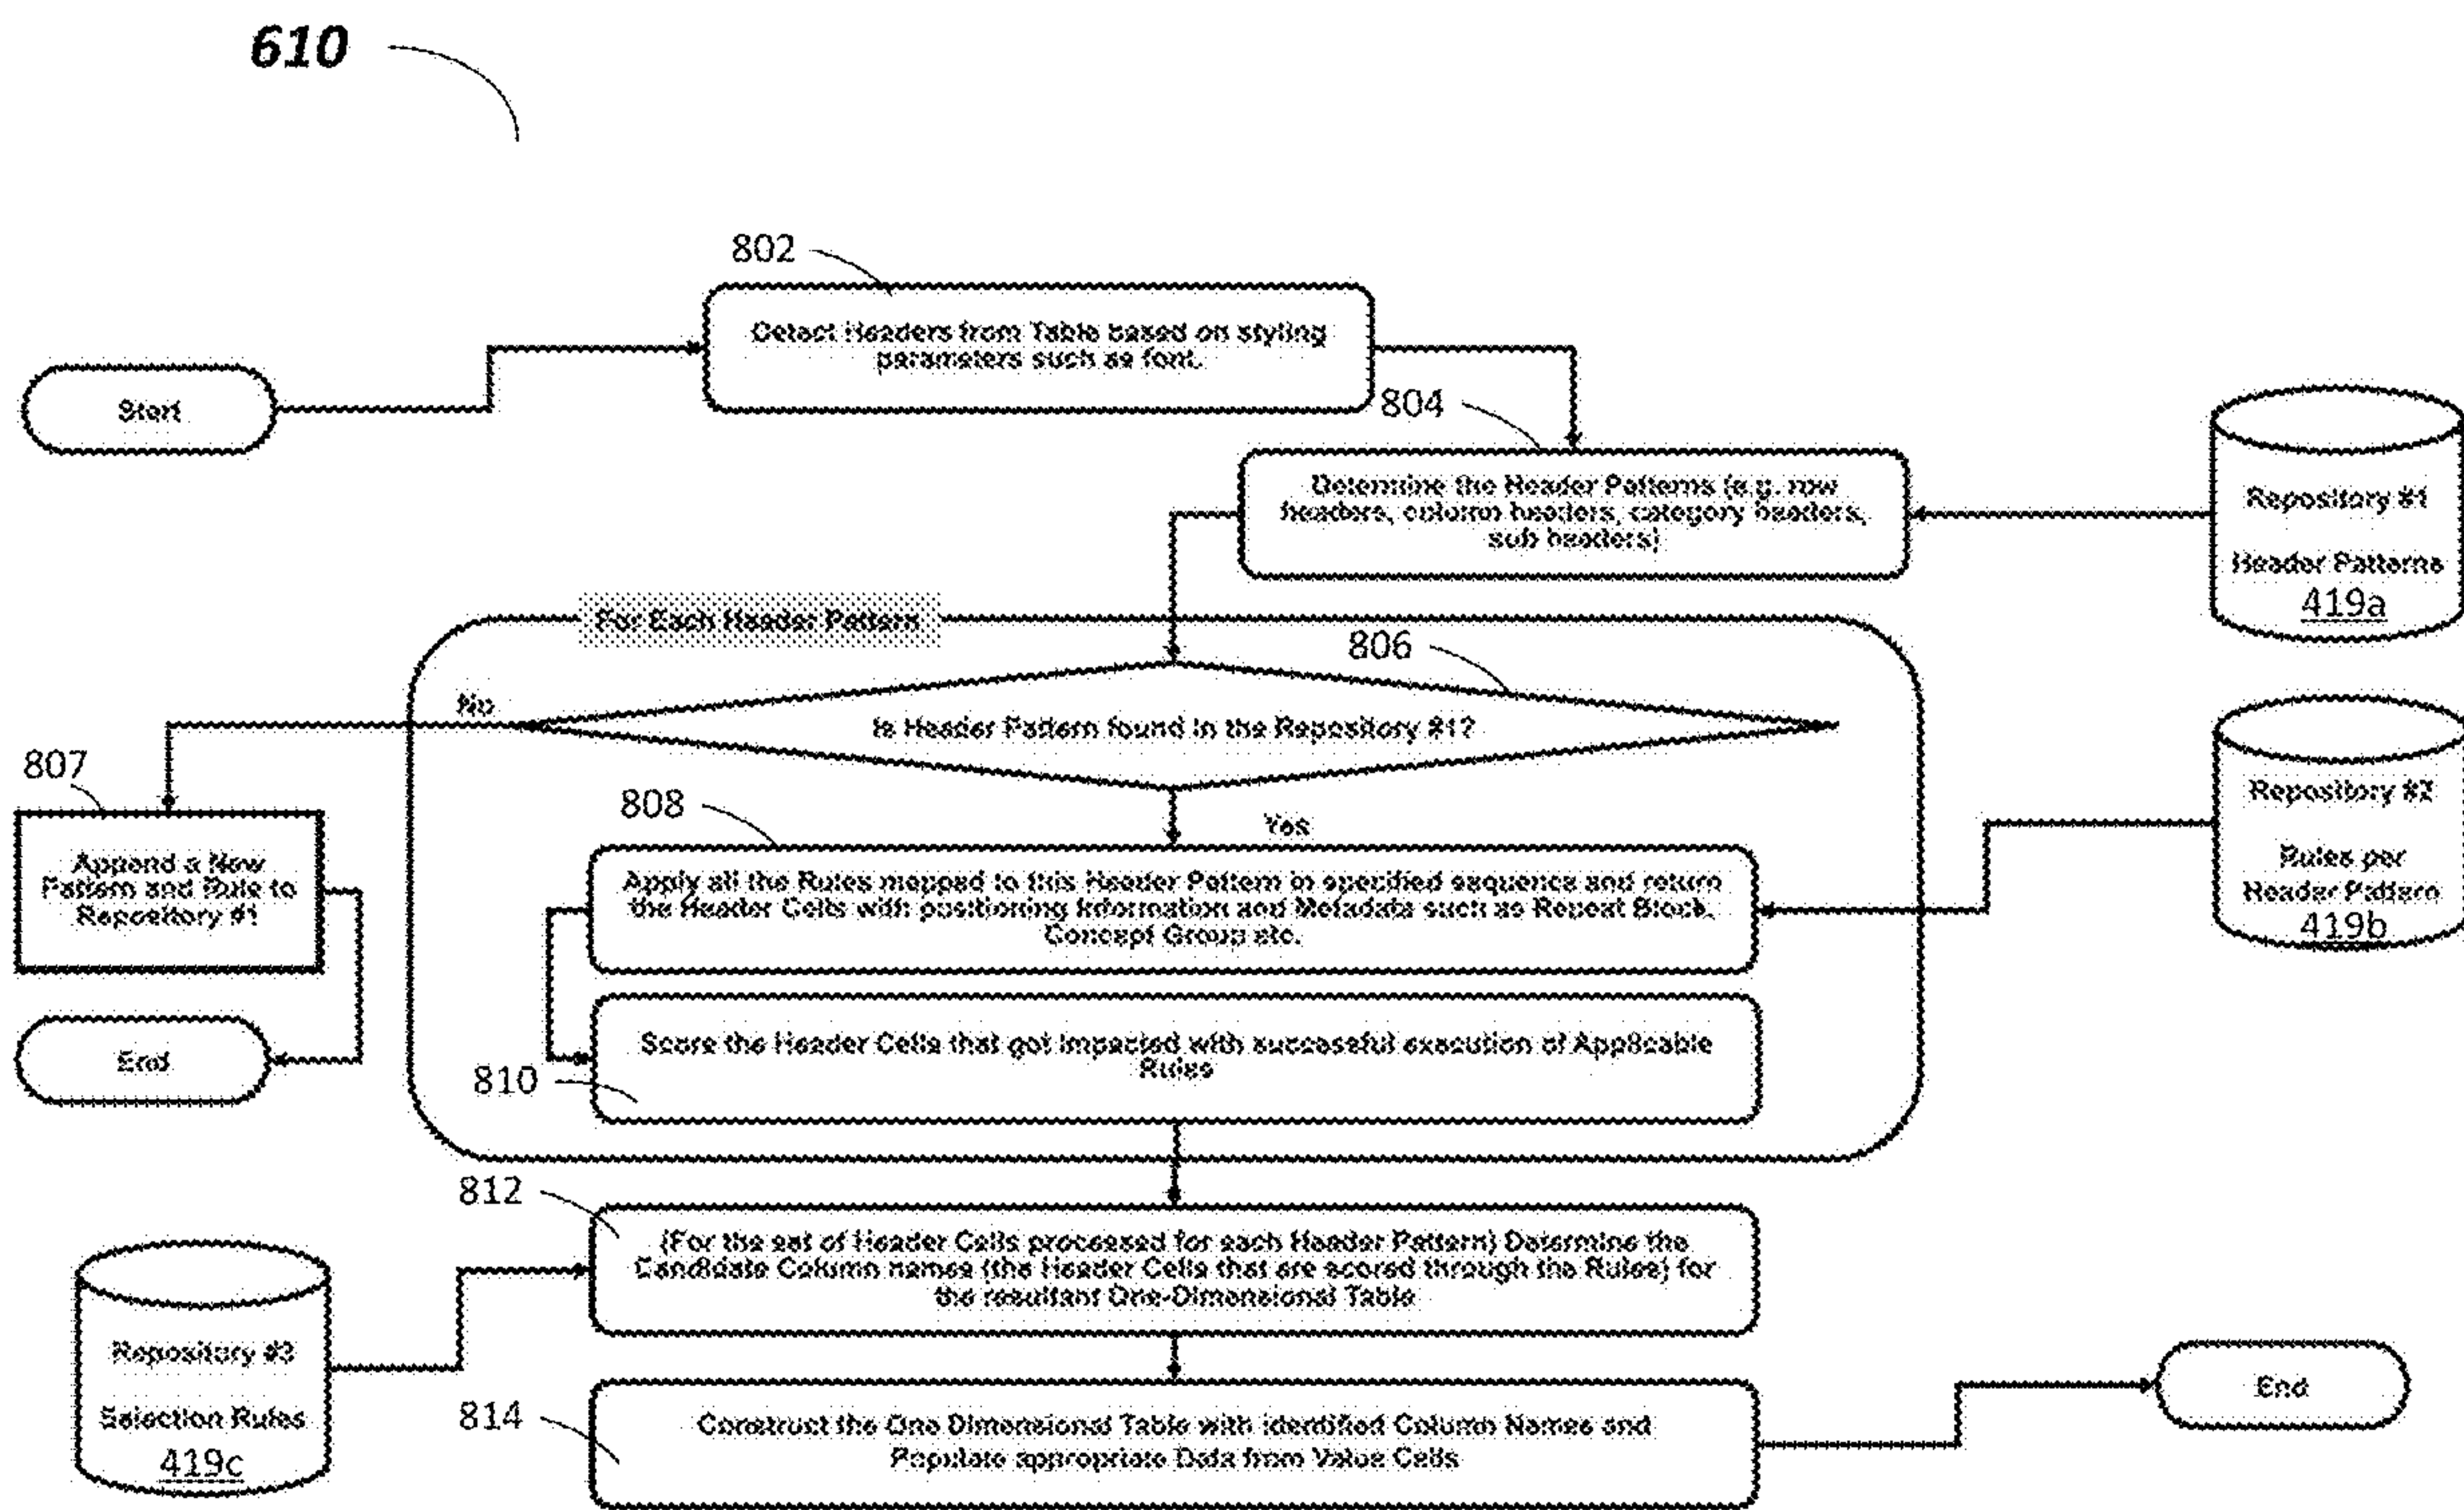 610
802
Detect Headers from Table based on styling
parameters such as font.
Start
804
Determine the Header Patterns (e.g. row
headers, column headers, category headers,
sub headers)
Repository #1
Header Patterns
419a
For Each Header Pattern
806
No
Is Header Pattern found in the Repository #1?
807
Append a New
Pattern and Rule to
Repository #1
End
808
Yes
Apply all the Rules mapped to this Header Pattern in specified sequence and return
the Header Cells with positioning Information and Metadata such as Repeat Block,
Concept Group etc.
Repository #2
Rules per
Header Pattern
419b
Score the Header Cells that got impacted with successful execution of Applicable
Rules
810
812
(For the set of Header Cells processed for each Header Pattern) Determine the
Candidate Column names (the Header Cells that are scored through the Rules) for
the resultant One-Dimensional Table
Repository #3
Selection Rules
419c
814
Construct the One Dimensional Table with identified Column Names and
Populate appropriate Data from Value Cells
End